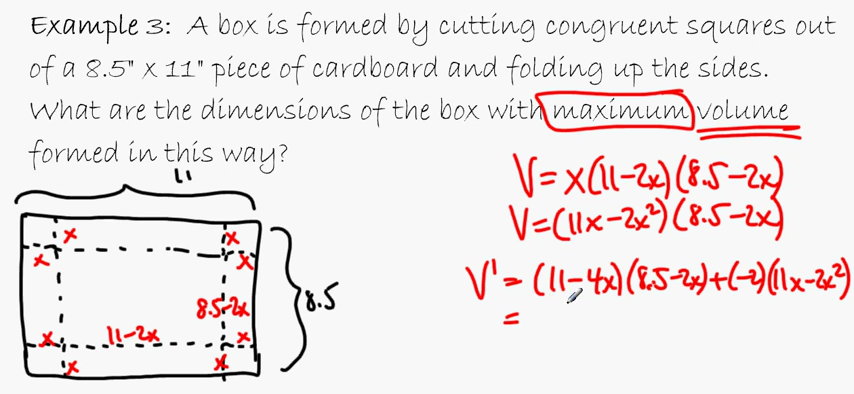 Example 3: A box is formed by cutting congruent squares out
of a 8.5" x 11" piece of cardboard and folding up the sides.
What are the dimensions of the box with maximum volume
formed in this way?
11
V=x(11-2x)(8.5-2x)
V=(11x-2x²)(8.5-2x)
V'=(11-4x)(8.5-2x)+(-2)(11x-2x²)
=
x x
x x
8.5-2x 8.5
x 11-2x x
x x